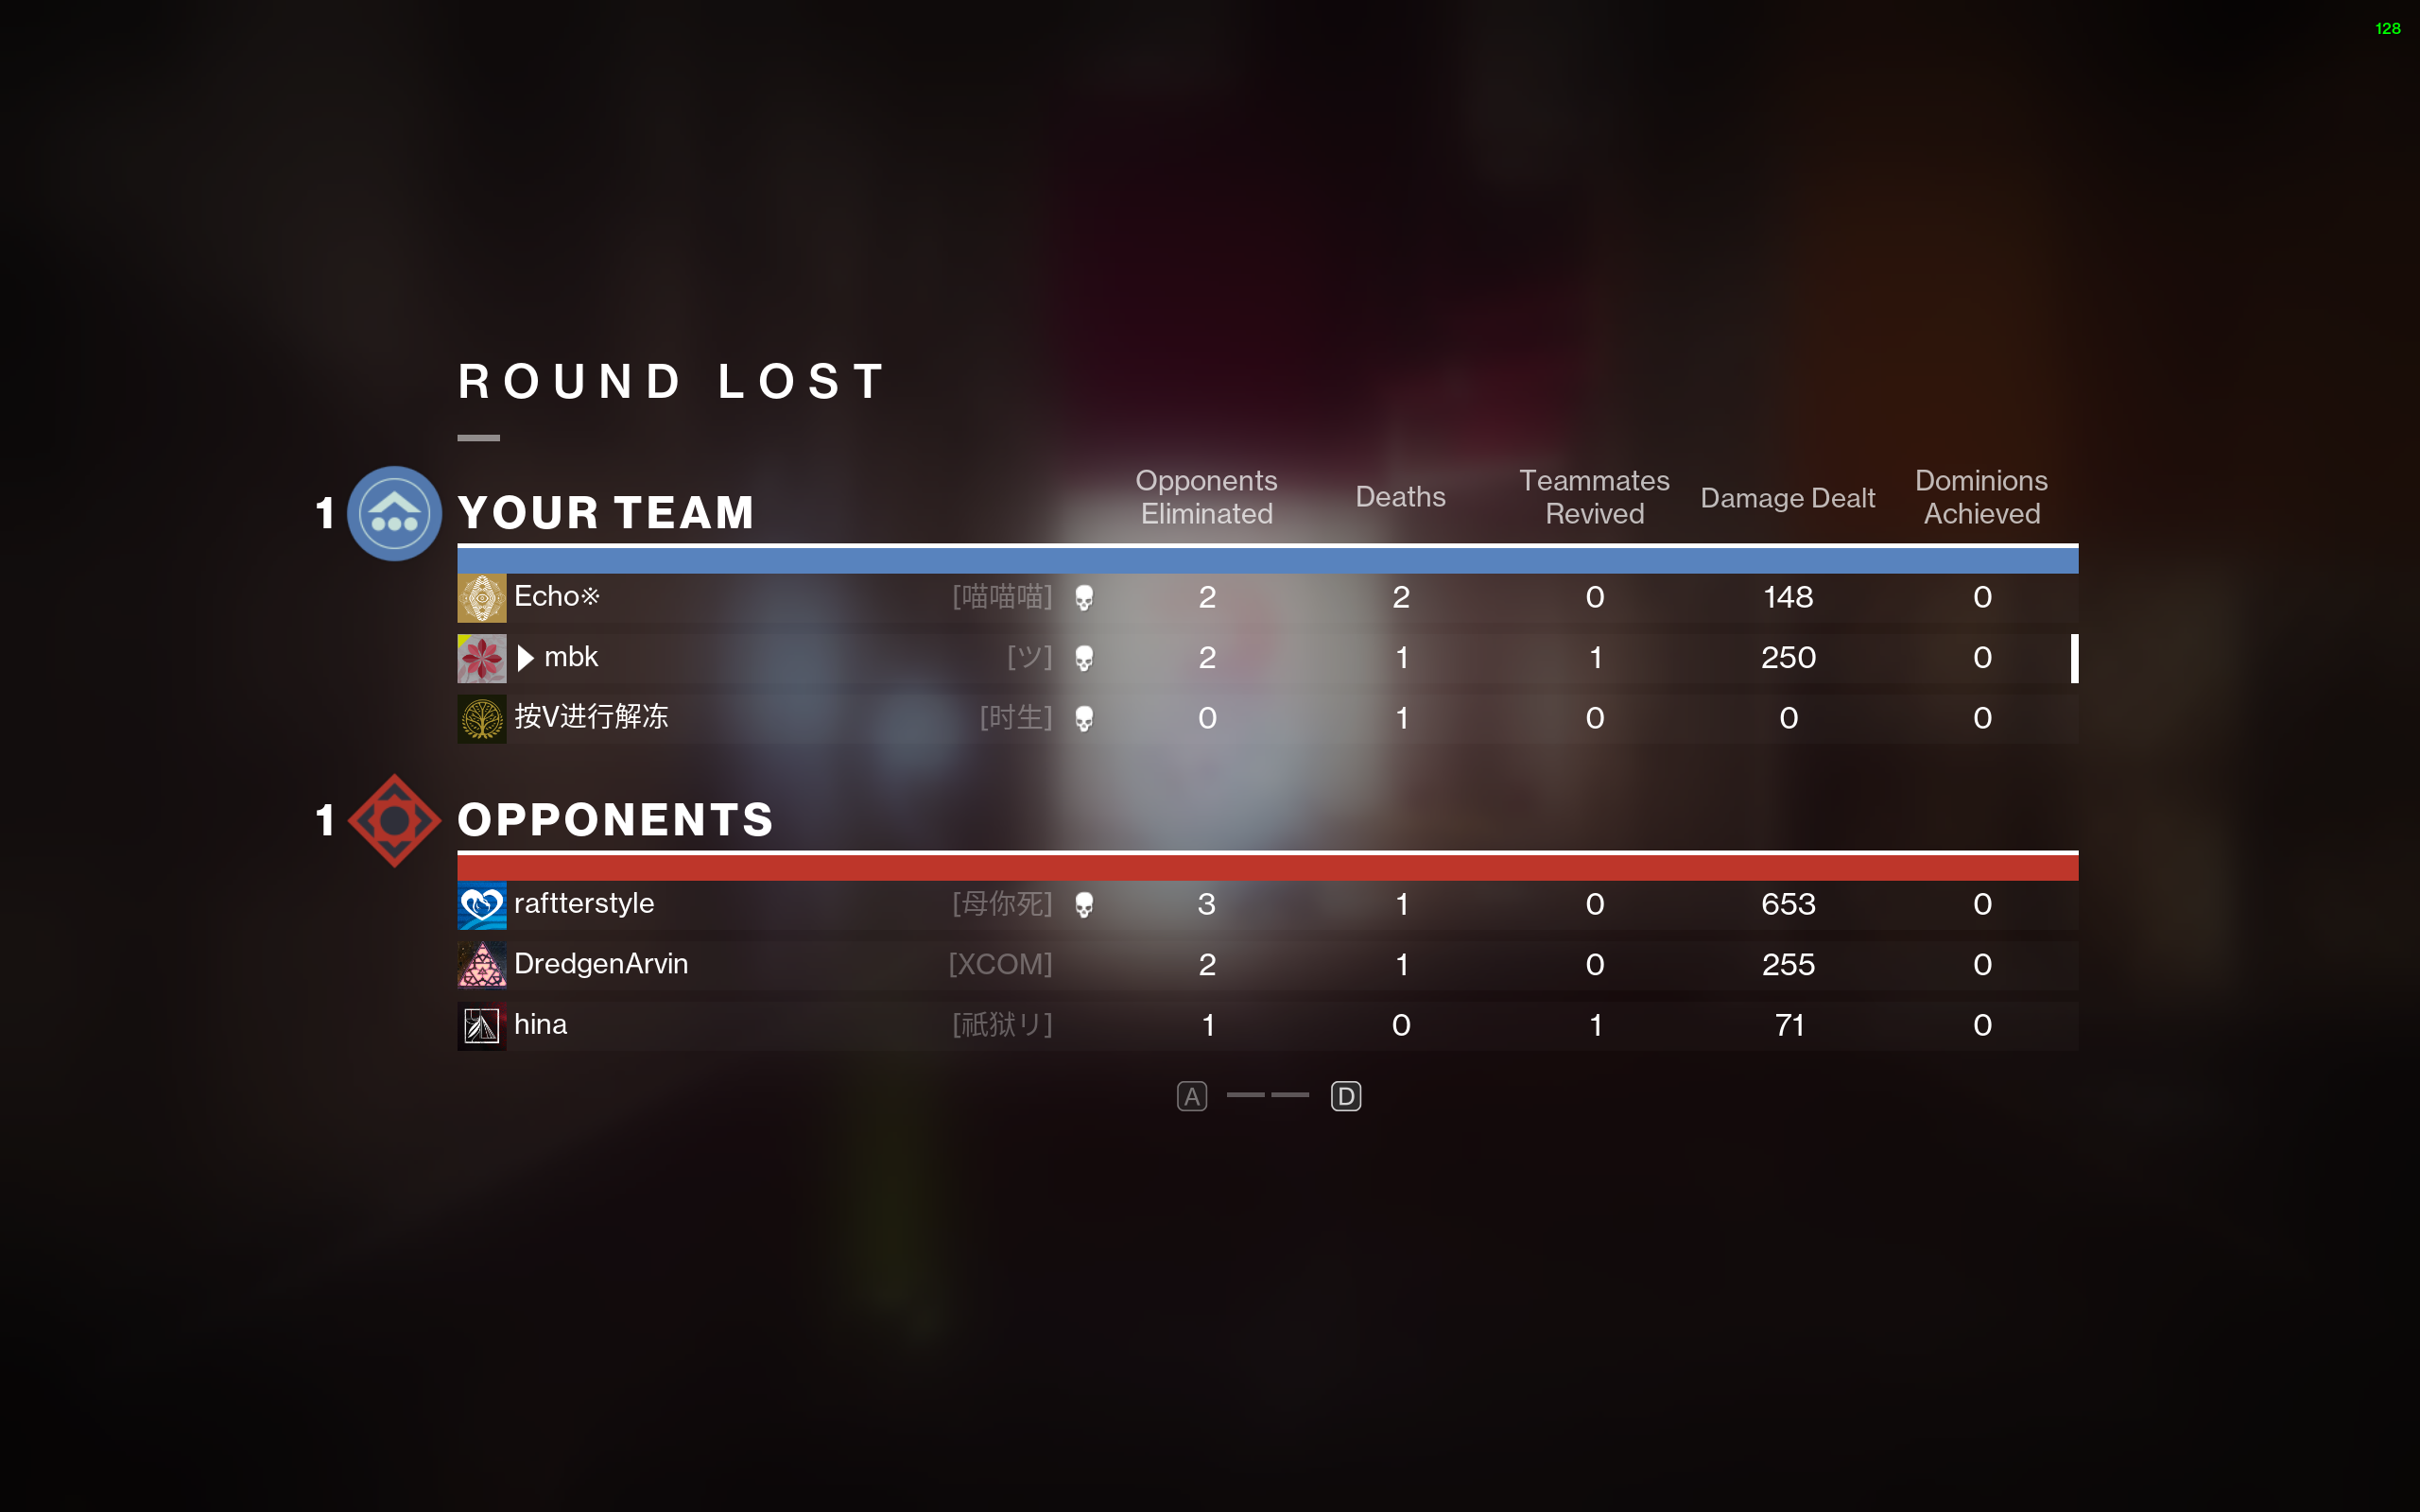 128
ROUND LOST
Opponents Eliminated Deaths Teammates Revived Damage Dealt Dominions Achieved
1 YOUR TEAM
Echo※ [喵喵喵] 2 2 0 148 0
mbk [ツ] 2 1 1 250 0
按V进行解冻 [时生] 0 1 0 0 0
1 OPPONENTS
raftterstyle [母你死] 3 1 0 653 0
DredgenArvin [XCOM] 2 1 0 255 0
hina [祇狱リ] 1 0 1 71 0
A D